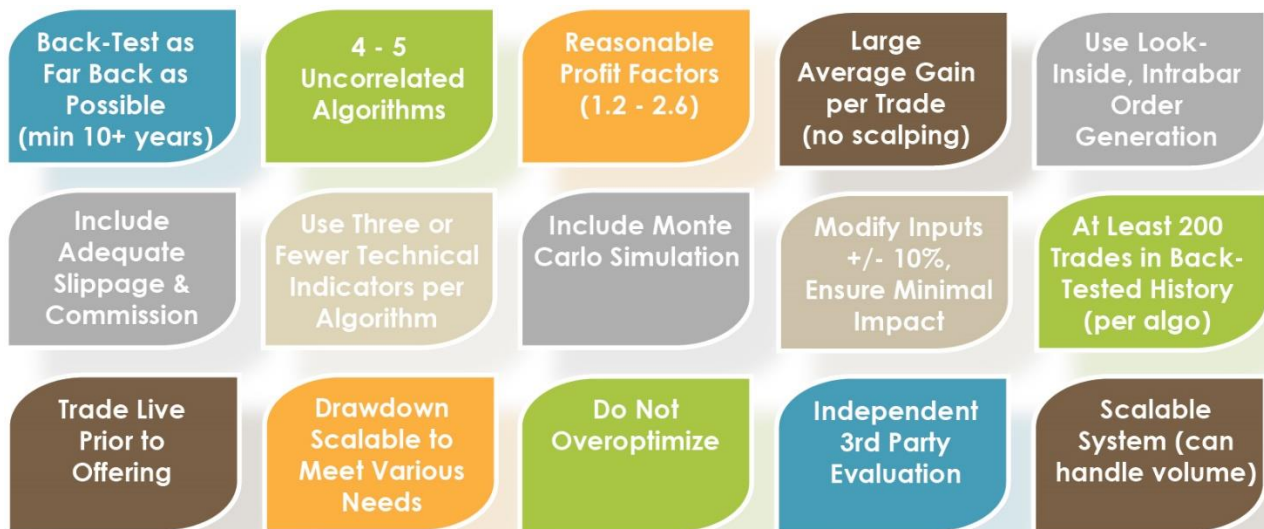 Back-Test as
Far Back as
Possible
(min 10+ years)
4 - 5
Uncorrelated
Algorithms
Reasonable
Profit Factors
(1.2 - 2.6)
Large
Average Gain
per Trade
(no scalping)
Use Look-
Inside, Intrabar
Order
Generation
Include
Adequate
Slippage &
Commission
Use Three or
Fewer Technical
Indicators per
Algorithm
Include Monte
Carlo Simulation
Modify Inputs
+/- 10%,
Ensure Minimal
Impact
At Least 200
Trades in Back-
Tested History
(per algo)
Trade Live
Prior to
Offering
Drawdown
Scalable to
Meet Various
Needs
Do Not
Overoptimize
Independent
3rd Party
Evaluation
Scalable
System (can
handle volume)